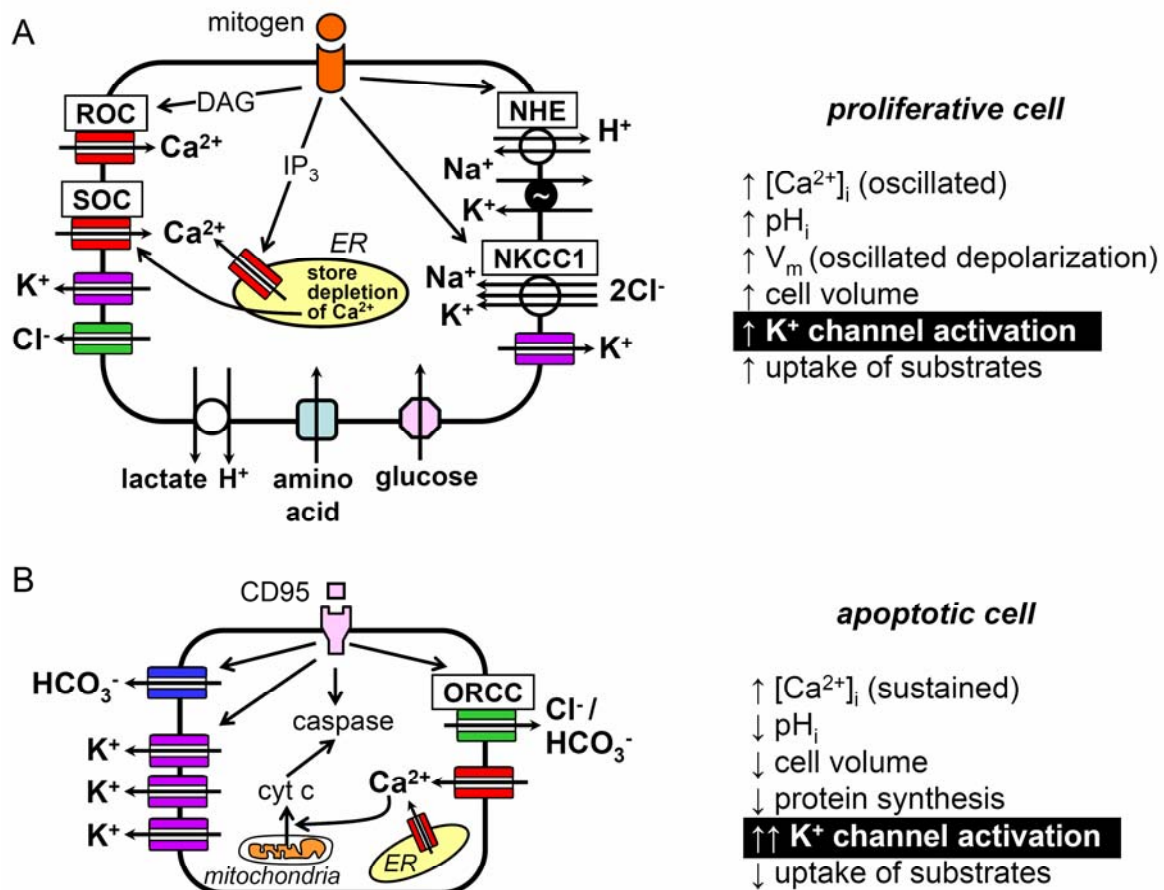 A
mitogen
ROC
DAG
NHE
H⁺
Ca²⁺
IP₃
Na⁺
~
SOC
Ca²⁺
K⁺
ER
store
depletion
of Ca²⁺
NKCC1
K⁺
Na⁺
2Cl⁻
K⁺
Cl⁻
K⁺
lactate H⁺
amino
acid
glucose
proliferative cell
↑ [Ca²⁺]ᵢ (oscillated)
↑ pHᵢ
↑ Vₘ (oscillated depolarization)
↑ cell volume
↑ K⁺ channel activation
↑ uptake of substrates
B
CD95
HCO₃⁻
ORCC
Cl⁻ /
HCO₃⁻
caspase
K⁺
K⁺
K⁺
cyt c
Ca²⁺
mitochondria
ER
apoptotic cell
↑ [Ca²⁺]ᵢ (sustained)
↓ pHᵢ
↓ cell volume
↓ protein synthesis
↑↑ K⁺ channel activation
↓ uptake of substrates